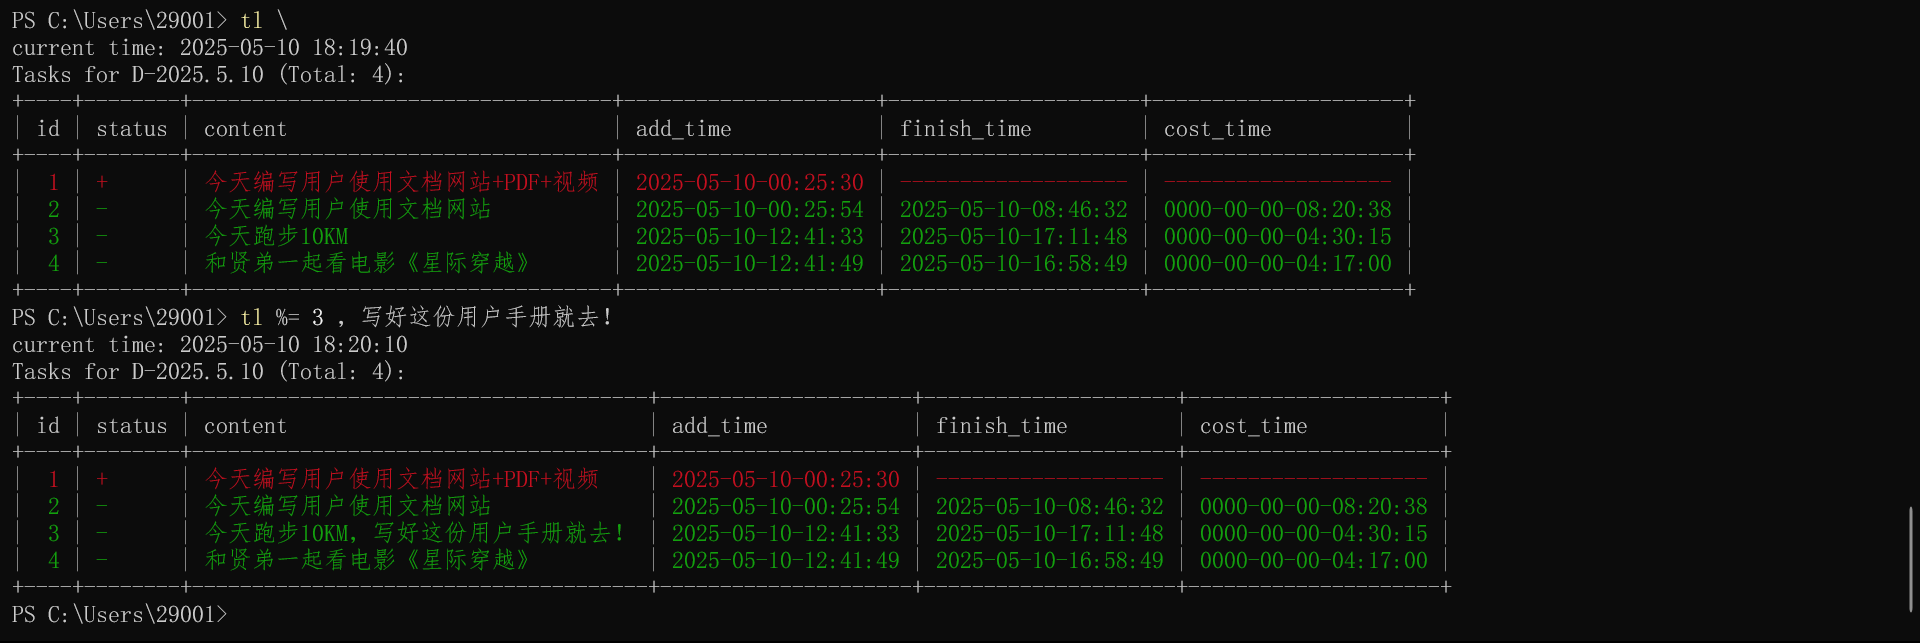 PS C:\Users\29001> tl \
current time: 2025-05-10 18:19:40
Tasks for D-2025.5.10 (Total: 4):
+----+--------+-----------------------------------+---------------------+---------------------+---------------------+
| id | status | content | add_time | finish_time | cost_time |
+----+--------+-----------------------------------+---------------------+---------------------+---------------------+
| 1 | + | 今天编写用户使用文档网站+PDF+视频 | 2025-05-10-00:25:30 | ------------------- | ------------------- |
| 2 | - | 今天编写用户使用文档网站 | 2025-05-10-00:25:54 | 2025-05-10-08:46:32 | 0000-00-00-08:20:38 |
| 3 | - | 今天跑步10KM | 2025-05-10-12:41:33 | 2025-05-10-17:11:48 | 0000-00-00-04:30:15 |
| 4 | - | 和贤弟一起看电影《星际穿越》 | 2025-05-10-12:41:49 | 2025-05-10-16:58:49 | 0000-00-00-04:17:00 |
+----+--------+-----------------------------------+---------------------+---------------------+---------------------+
PS C:\Users\29001> tl %= 3 ，写好这份用户手册就去！
current time: 2025-05-10 18:20:10
Tasks for D-2025.5.10 (Total: 4):
+----+--------+--------------------------------------+---------------------+---------------------+---------------------+
| id | status | content | add_time | finish_time | cost_time |
+----+--------+--------------------------------------+---------------------+---------------------+---------------------+
| 1 | + | 今天编写用户使用文档网站+PDF+视频 | 2025-05-10-00:25:30 | ------------------- | ------------------- |
| 2 | - | 今天编写用户使用文档网站 | 2025-05-10-00:25:54 | 2025-05-10-08:46:32 | 0000-00-00-08:20:38 |
| 3 | - | 今天跑步10KM，写好这份用户手册就去！ | 2025-05-10-12:41:33 | 2025-05-10-17:11:48 | 0000-00-00-04:30:15 |
| 4 | - | 和贤弟一起看电影《星际穿越》 | 2025-05-10-12:41:49 | 2025-05-10-16:58:49 | 0000-00-00-04:17:00 |
+----+--------+--------------------------------------+---------------------+---------------------+---------------------+
PS C:\Users\29001>